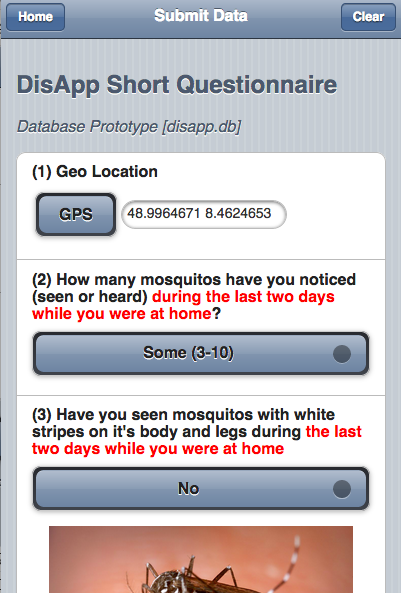 Home
Submit Data
Clear
DisApp Short Questionnaire
Database Prototype [disapp.db]
(1) Geo Location
GPS
48.9964671 8.4624653
(2) How many mosquitos have you noticed
(seen or heard) during the last two days
while you were at home?
Some (3-10)
(3) Have you seen mosquitos with white
stripes on it's body and legs during the last
two days while you were at home
No